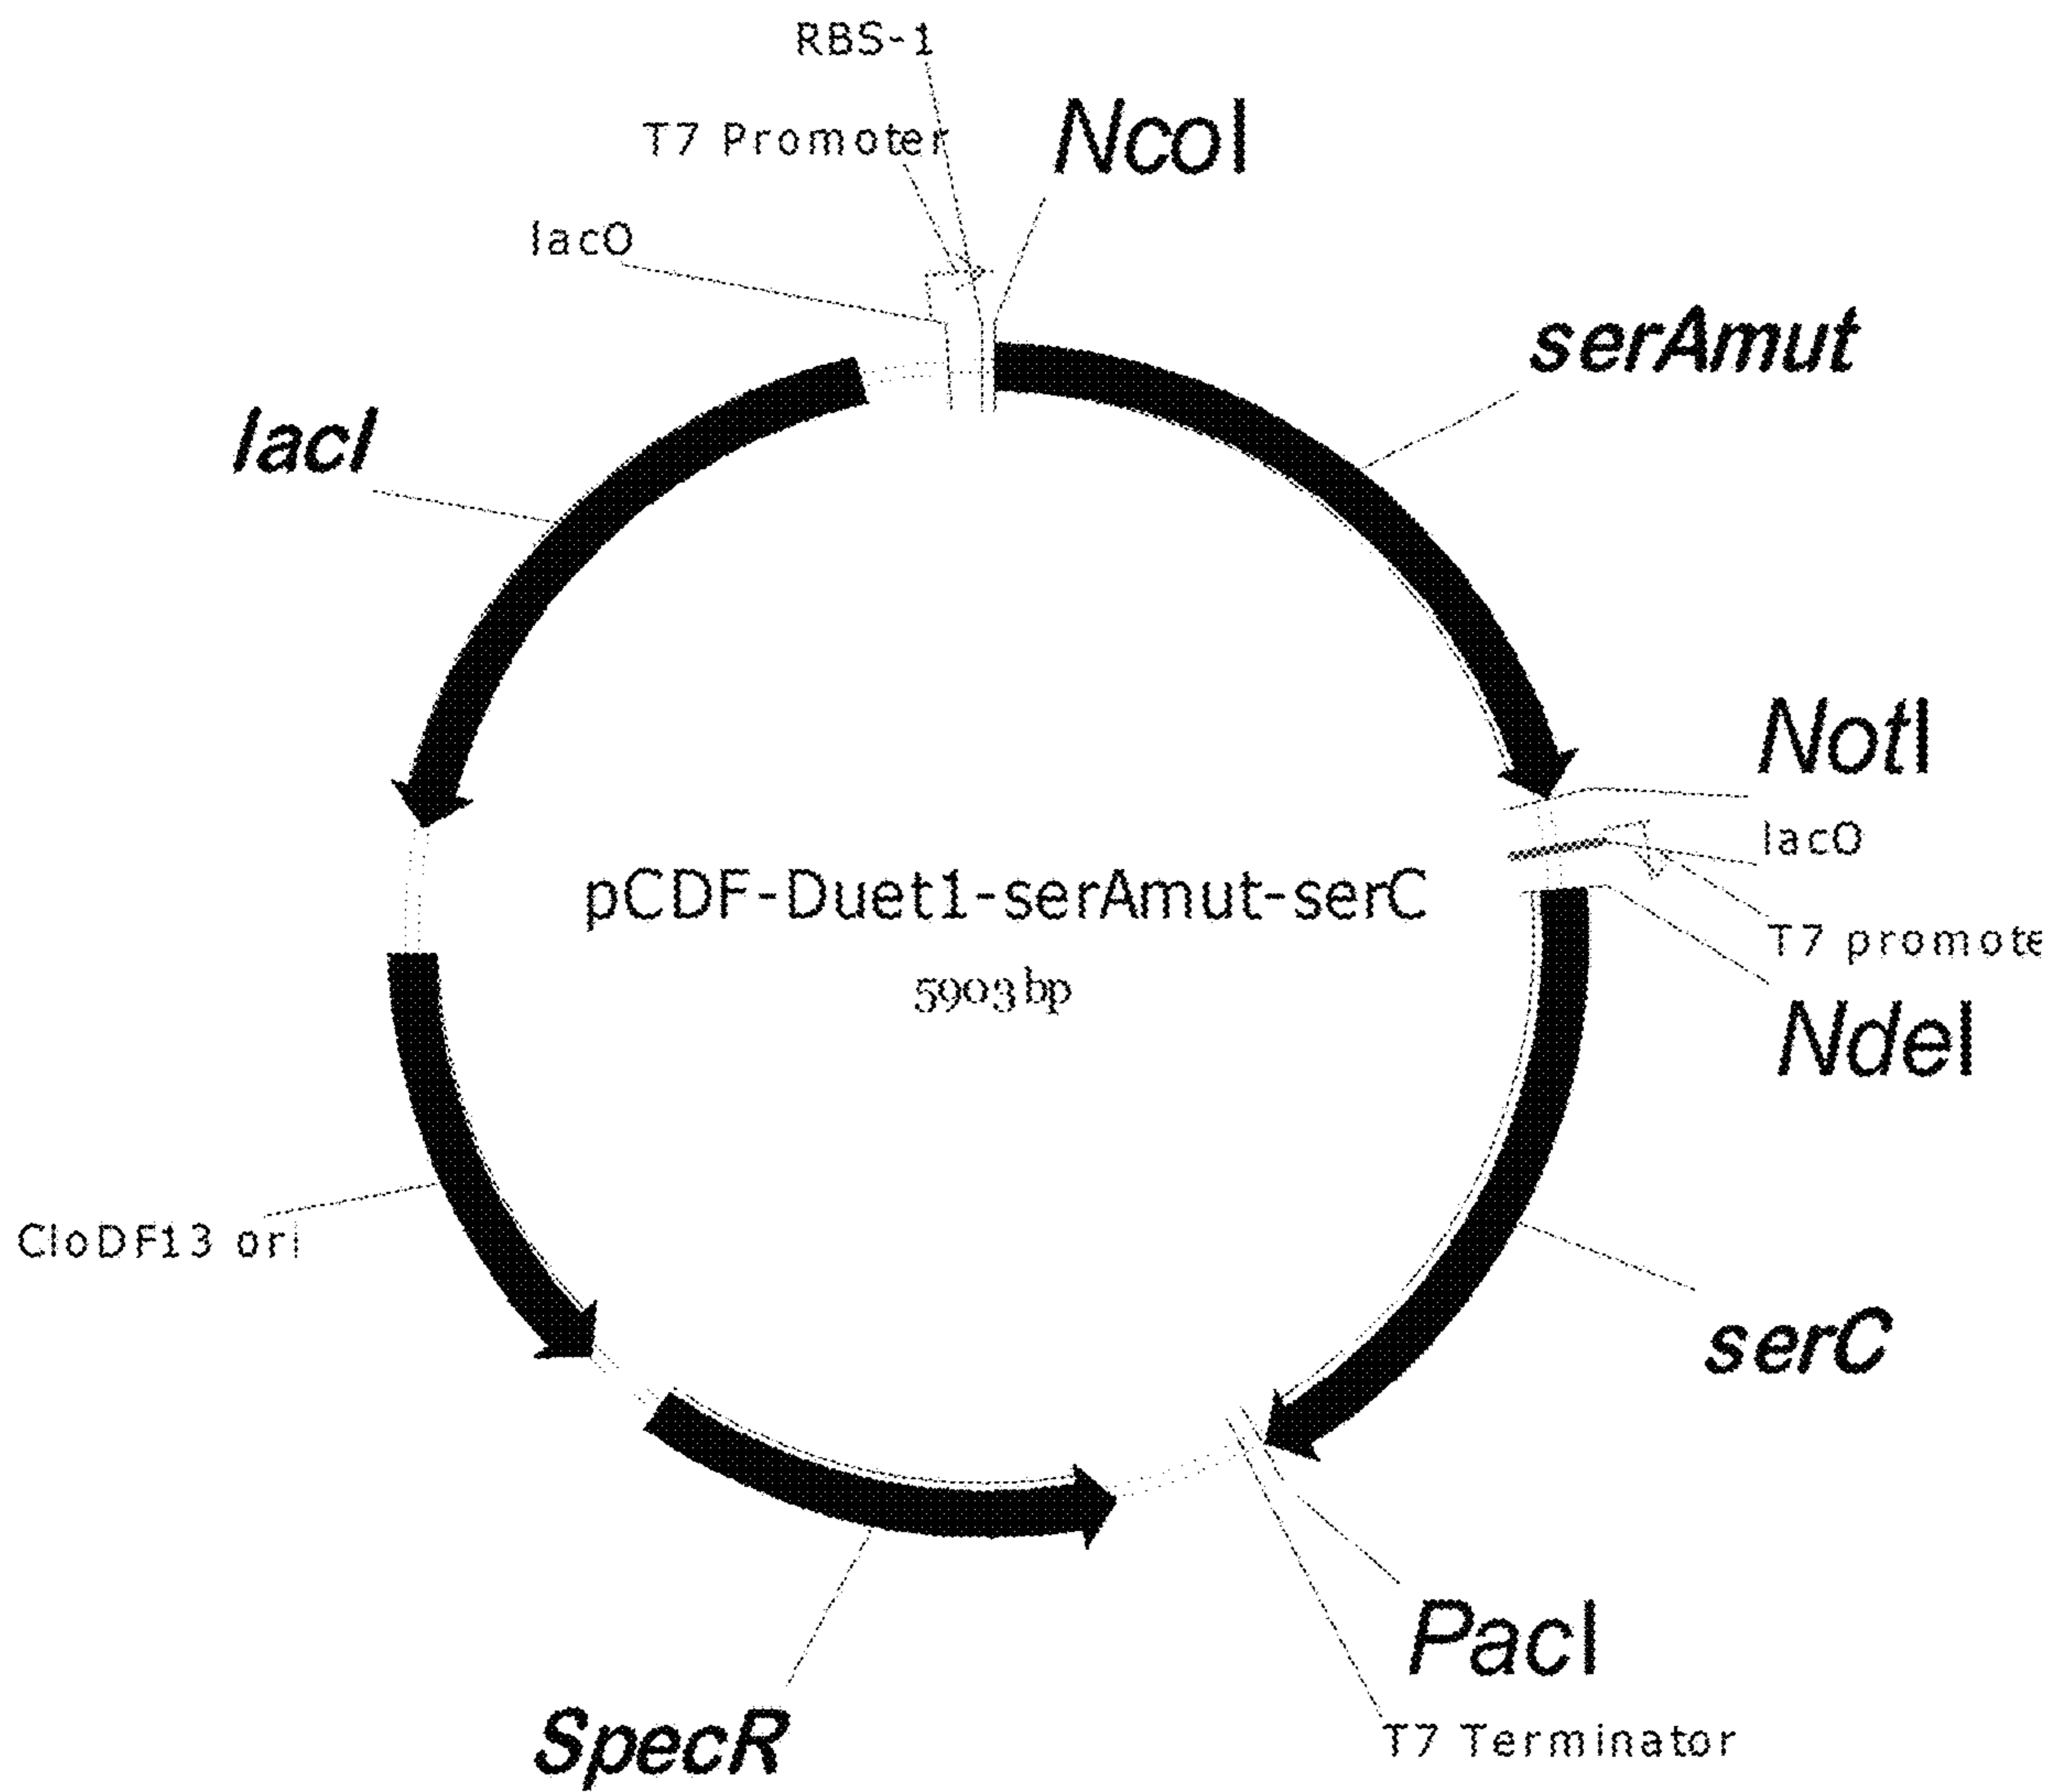 RBS-1
T7 Promoter
NcoI
lacO
serAmut
lacI
NotI
lacO
pCDF-Duet1-serAmut-serC
T7 promote
5903 bp
NdeI
CloDF13 ori
serC
PacI
SpecR
T7 Terminator